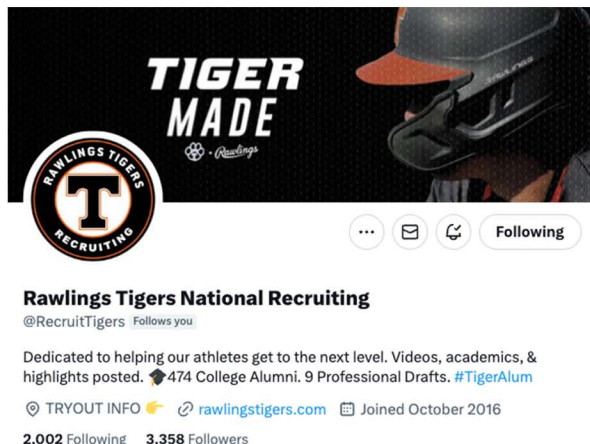 TIGER
MADE
Rawlings
RAWLINGS
RAWLINGS TIGERS
T
RECRUITING
Following
Rawlings Tigers National Recruiting
@RecruitTigers Follows you
Dedicated to helping our athletes get to the next level. Videos, academics, &
highlights posted. 🎓474 College Alumni. 9 Professional Drafts. #TigerAlum
TRYOUT INFO 👉 rawlingstigers.com Joined October 2016
2,002 Following 3,358 Followers